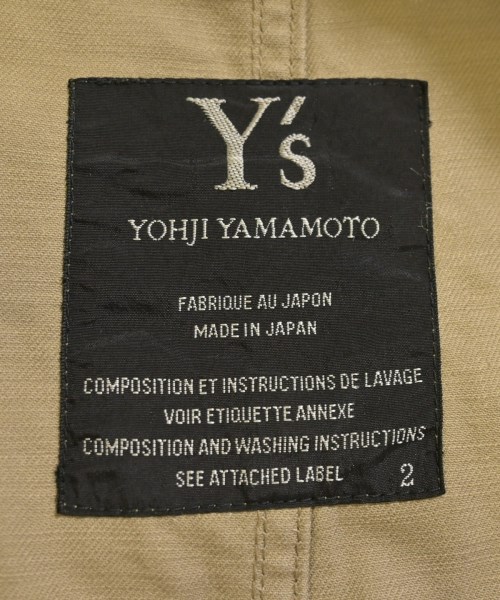 Y's
YOHJI YAMAMOTO
FABRIQUE AU JAPON
MADE IN JAPAN
COMPOSITION ET INSTRUCTIONS DE LAVAGE
VOIR ETIQUETTE ANNEXE
COMPOSITION AND WASHING INSTRUCTIONS
SEE ATTACHED LABEL 2